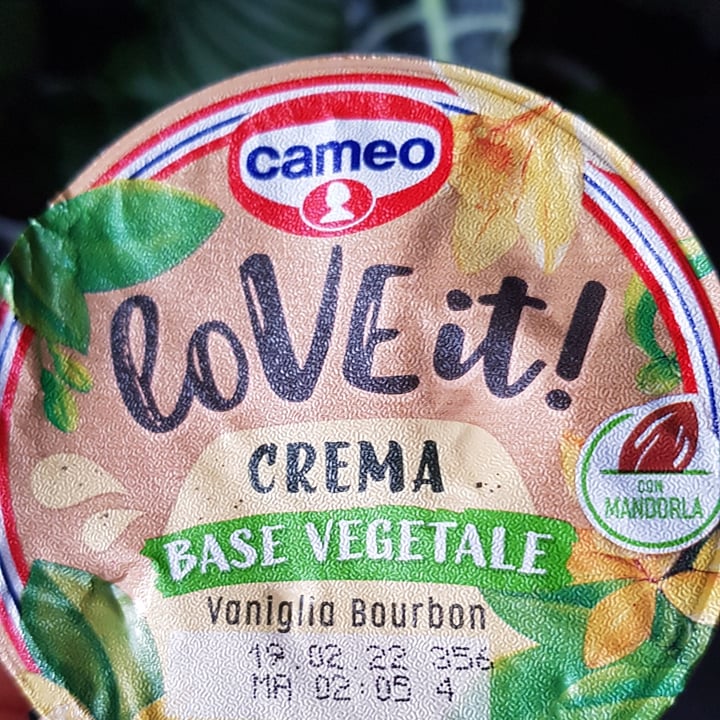 cameo
loVE it!
CREMA
CON
MANDORLA
BASE VEGETALE
Vaniglia Bourbon
19.02.22 356
MA 02:05 4